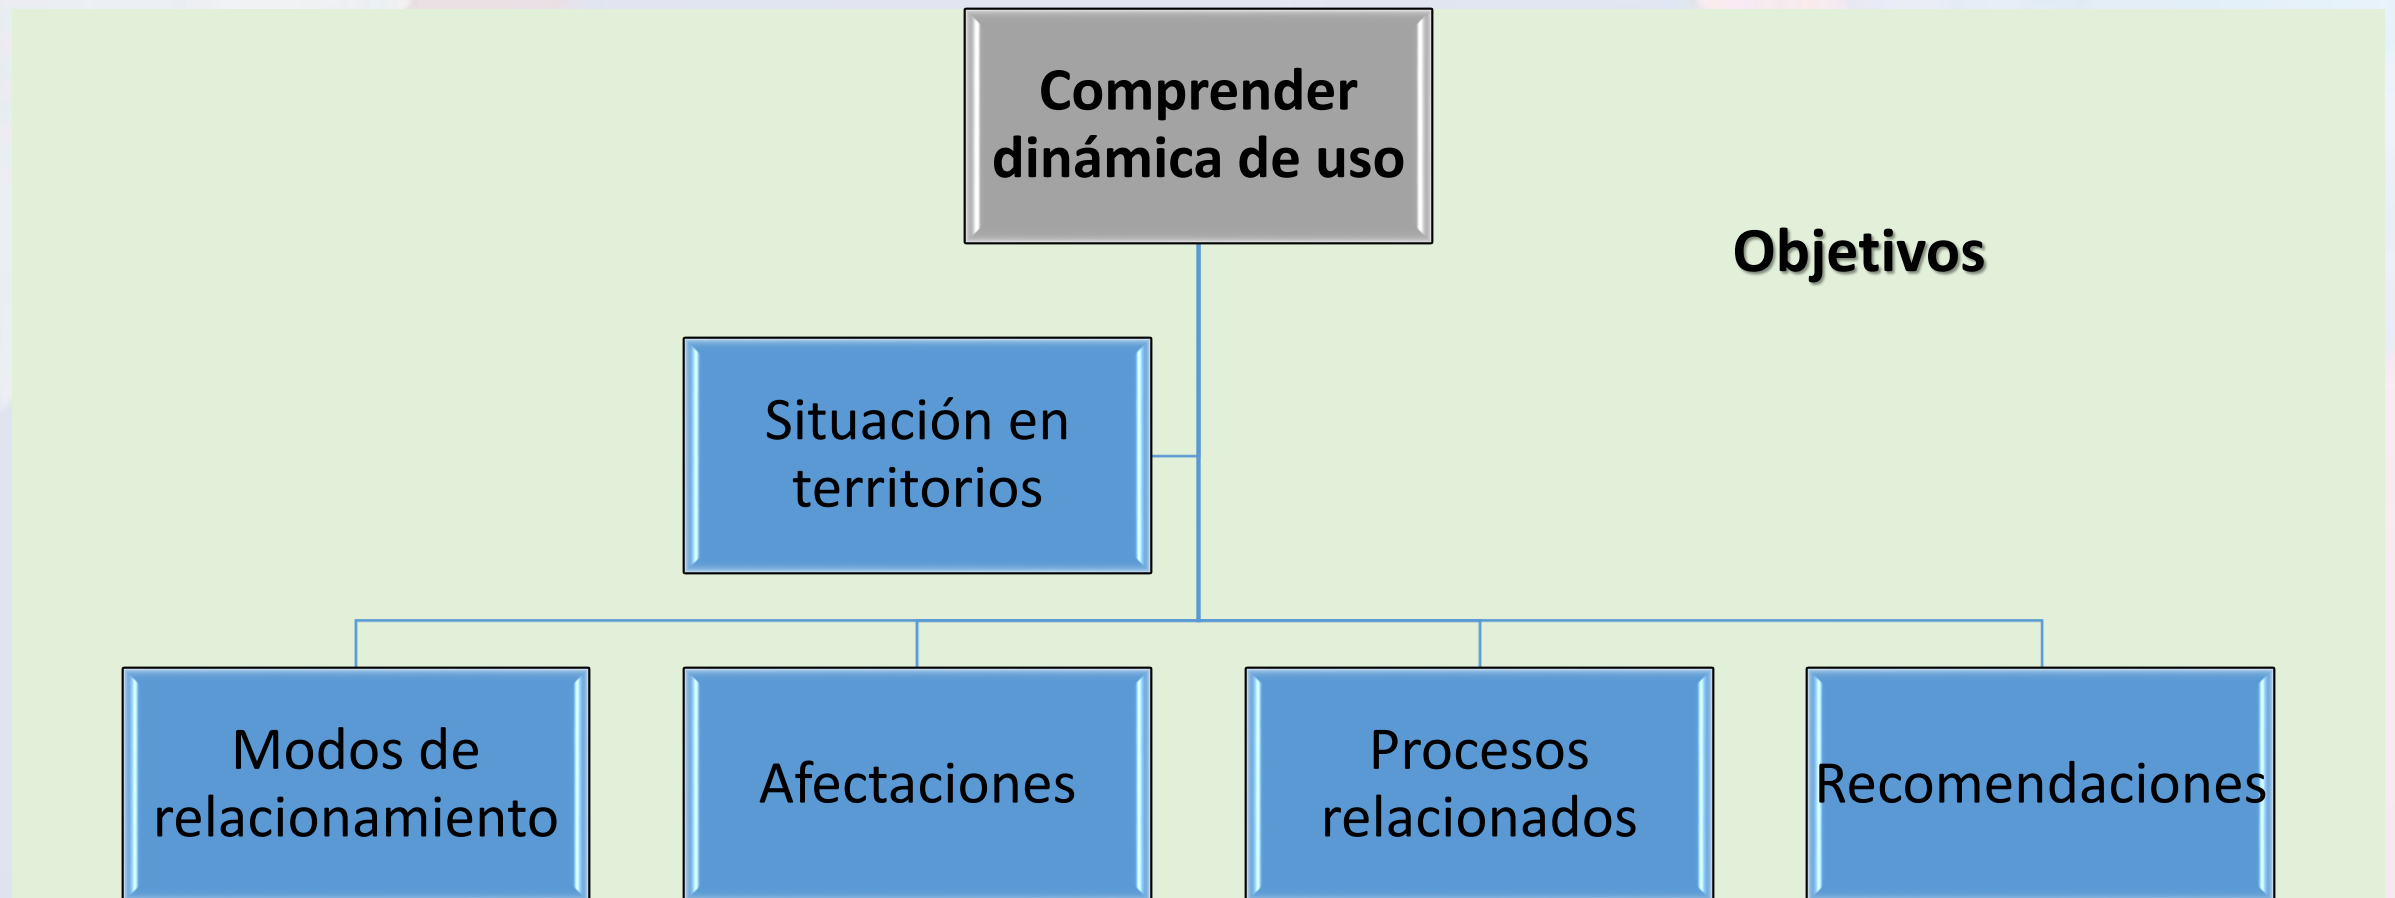 Comprender
dinámica de uso
Objetivos
Situación en
territorios
Modos de
relacionamiento
Afectaciones
Procesos
relacionados
Recomendaciones